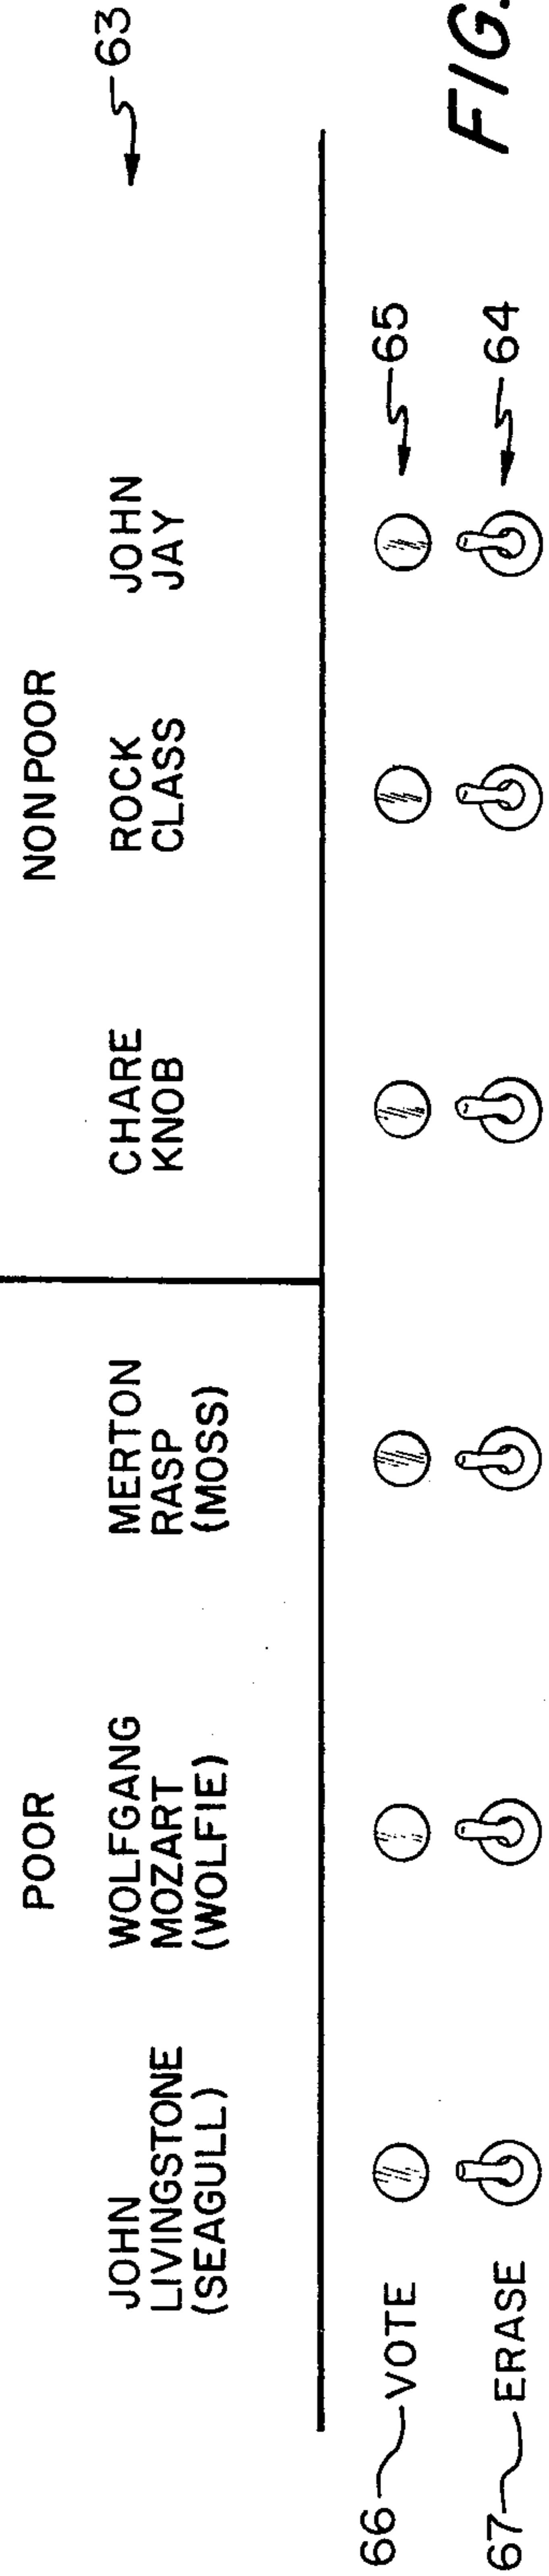 POOR
NONPOOR
JOHN
LIVINGSTONE
(SEAGULL)
WOLFGANG
MOZART
(WOLFIE)
MERTON
RASP
(MOSS)
CHARE
KNOB
ROCK
CLASS
JOHN
JAY
63
66
VOTE
65
67
ERASE
64
FIG.